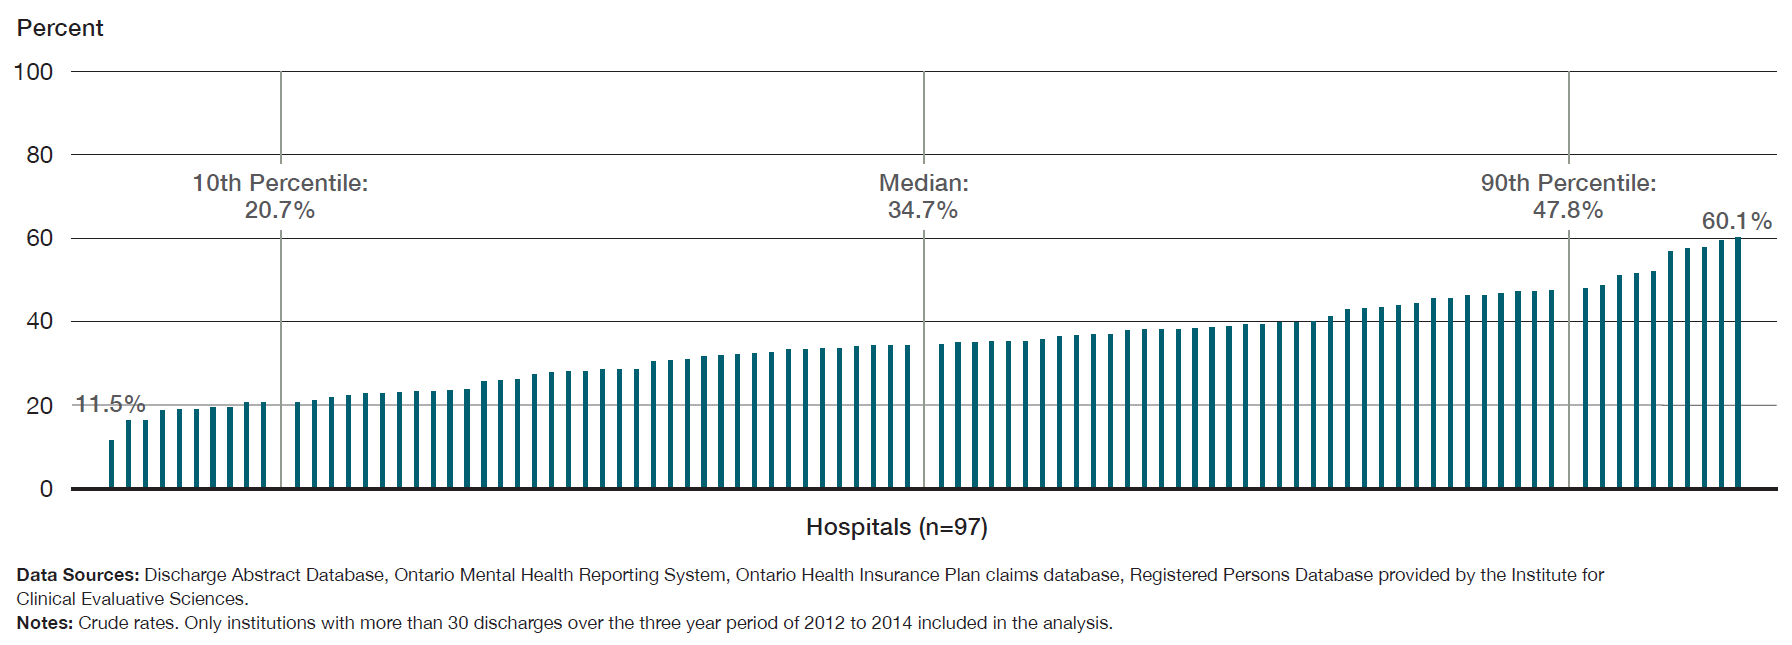 Percent
100
80
10th Percentile:
20.7%
Median:
34.7%
90th Percentile:
47.8%
60.1%
60
40
11.5%
20
0
Hospitals (n=97)
Data Sources: Discharge Abstract Database, Ontario Mental Health Reporting System, Ontario Health Insurance Plan claims database, Registered Persons Database provided by the Institute for
Clinical Evaluative Sciences.
Notes: Crude rates. Only institutions with more than 30 discharges over the three year period of 2012 to 2014 included in the analysis.